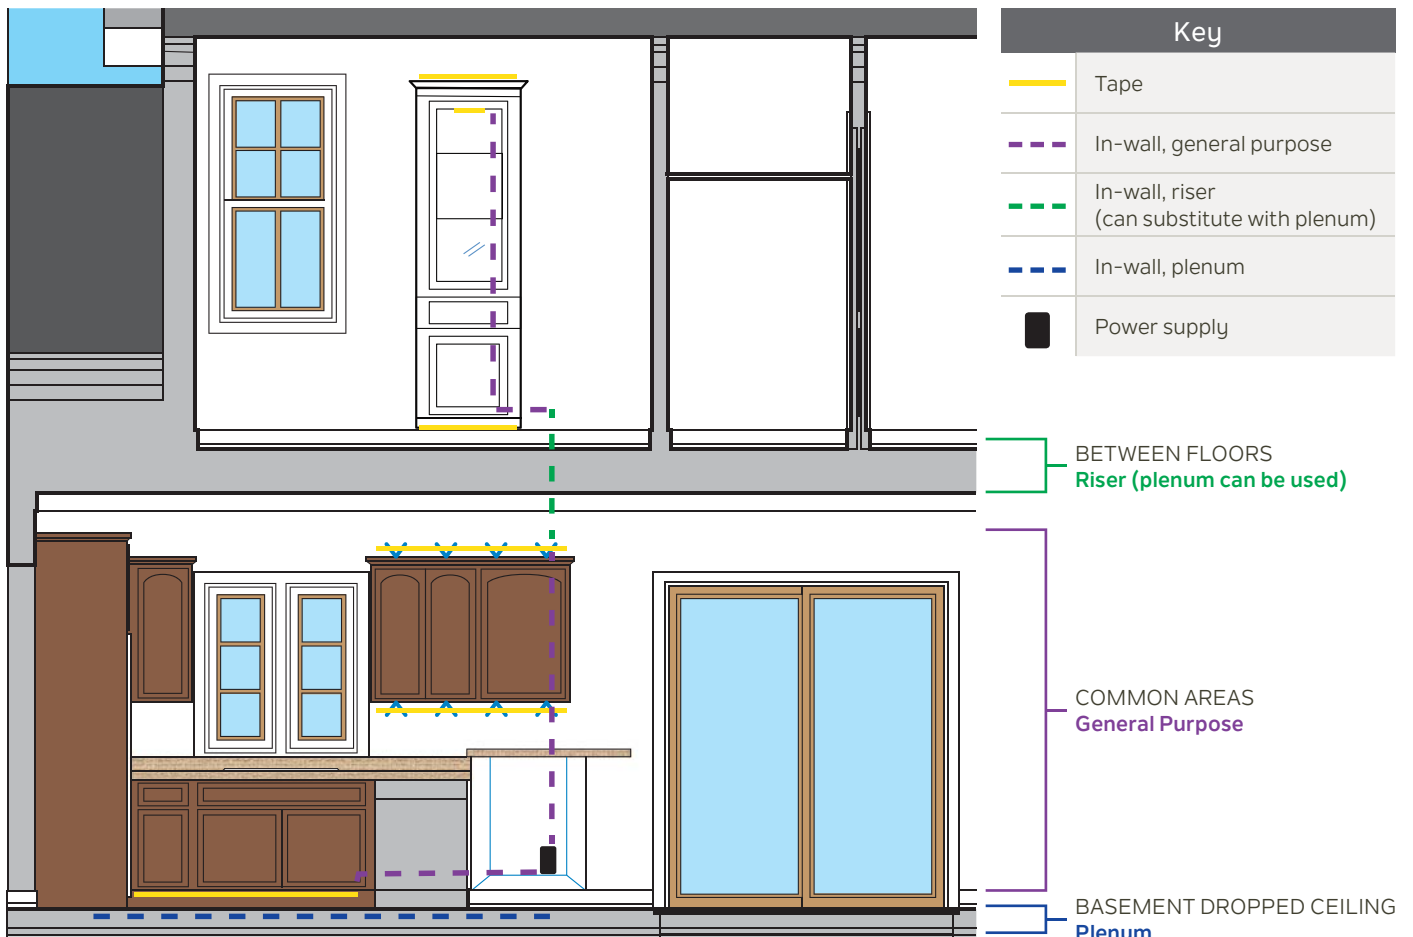 Key
Tape
In-wall, general purpose
In-wall, riser
(can substitute with plenum)
In-wall, plenum
Power supply
BETWEEN FLOORS
Riser (plenum can be used)
COMMON AREAS
General Purpose
BASEMENT DROPPED CEILING
Plenum